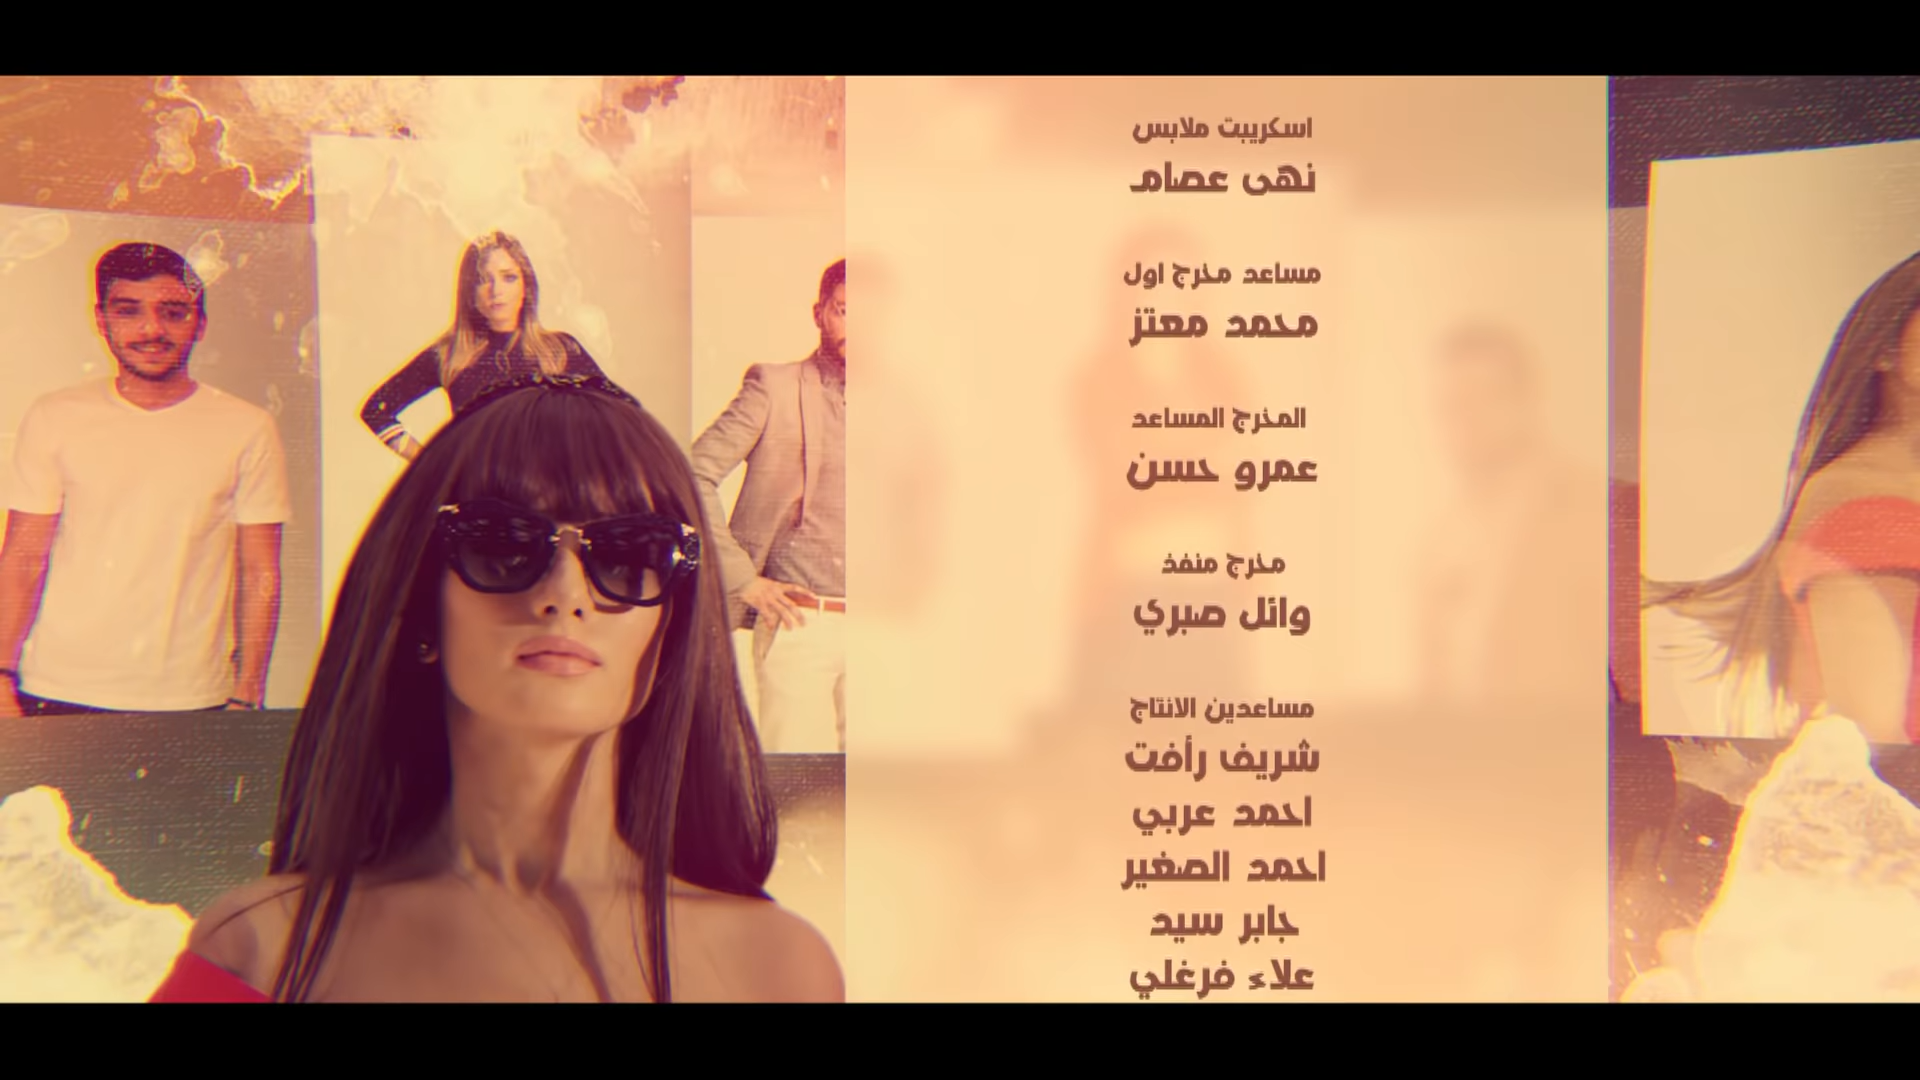 اسكريبت ملابس
نهى عصام
مساعد مخرج اول
محمد معتز
المخرج المساعد
عمرو حسن
مخرج منفذ
وائل صبري
مساعدين الانتاج
شريف رأفت
احمد عربي
احمد الصغير
جابر سيد
علاء فرغلي